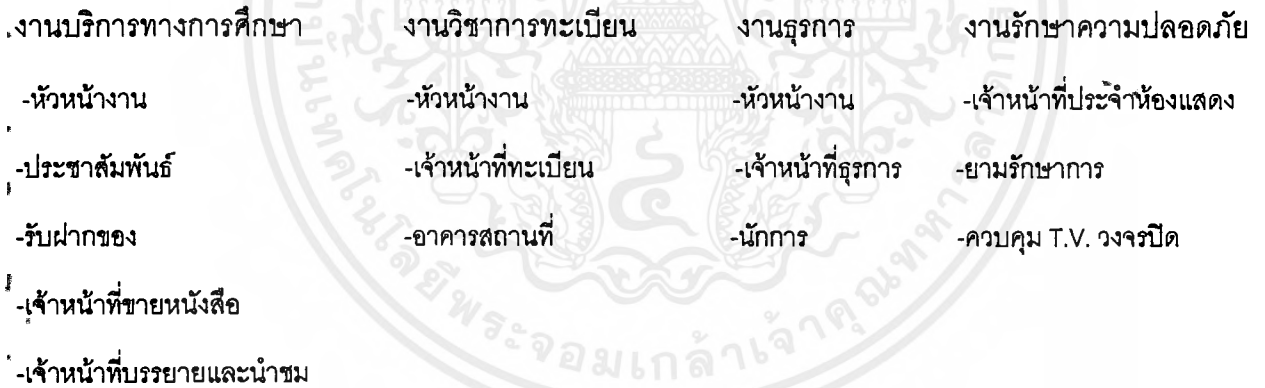 งานบริการทางการศึกษา งานวิชาการทะเบียน งานธุรการ งานรักษาความปลอดภัย
-หัวหน้างาน -หัวหน้างาน -หัวหน้างาน -เจ้าหน้าที่ประจำห้องแสดง
-ประชาสัมพันธ์ -เจ้าหน้าที่ทะเบียน -เจ้าหน้าที่ธุรการ -ยามรักษาการ
-รับฝากของ -อาคารสถานที่ -นักการ -ควบคุม T.V. วงจรปิด
-เจ้าหน้าที่ขายหนังสือ
-เจ้าหน้าที่บรรยายและนำชม